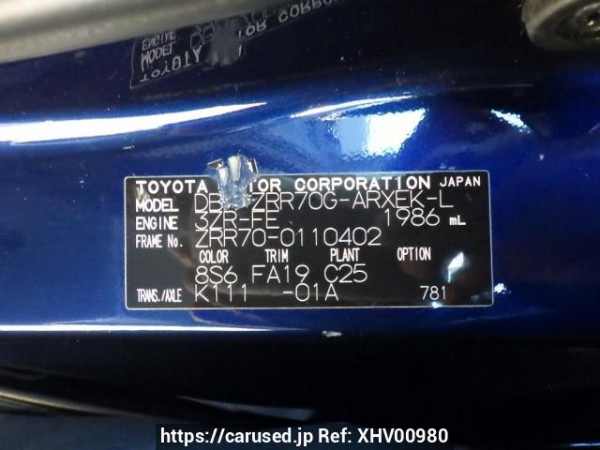 TOYOTA MOTOR CORPORATION JAPAN
MODEL DBA-ZRR70G-ARXEK-L
ENGINE 3ZR-FE 1986 mL
FRAME No. ZRR70-0110402
COLOR TRIM PLANT OPTION
8S6 FA19 C25
TRANS./AXLE K111 -01A 781
https://carused.jp Ref: XHV00980